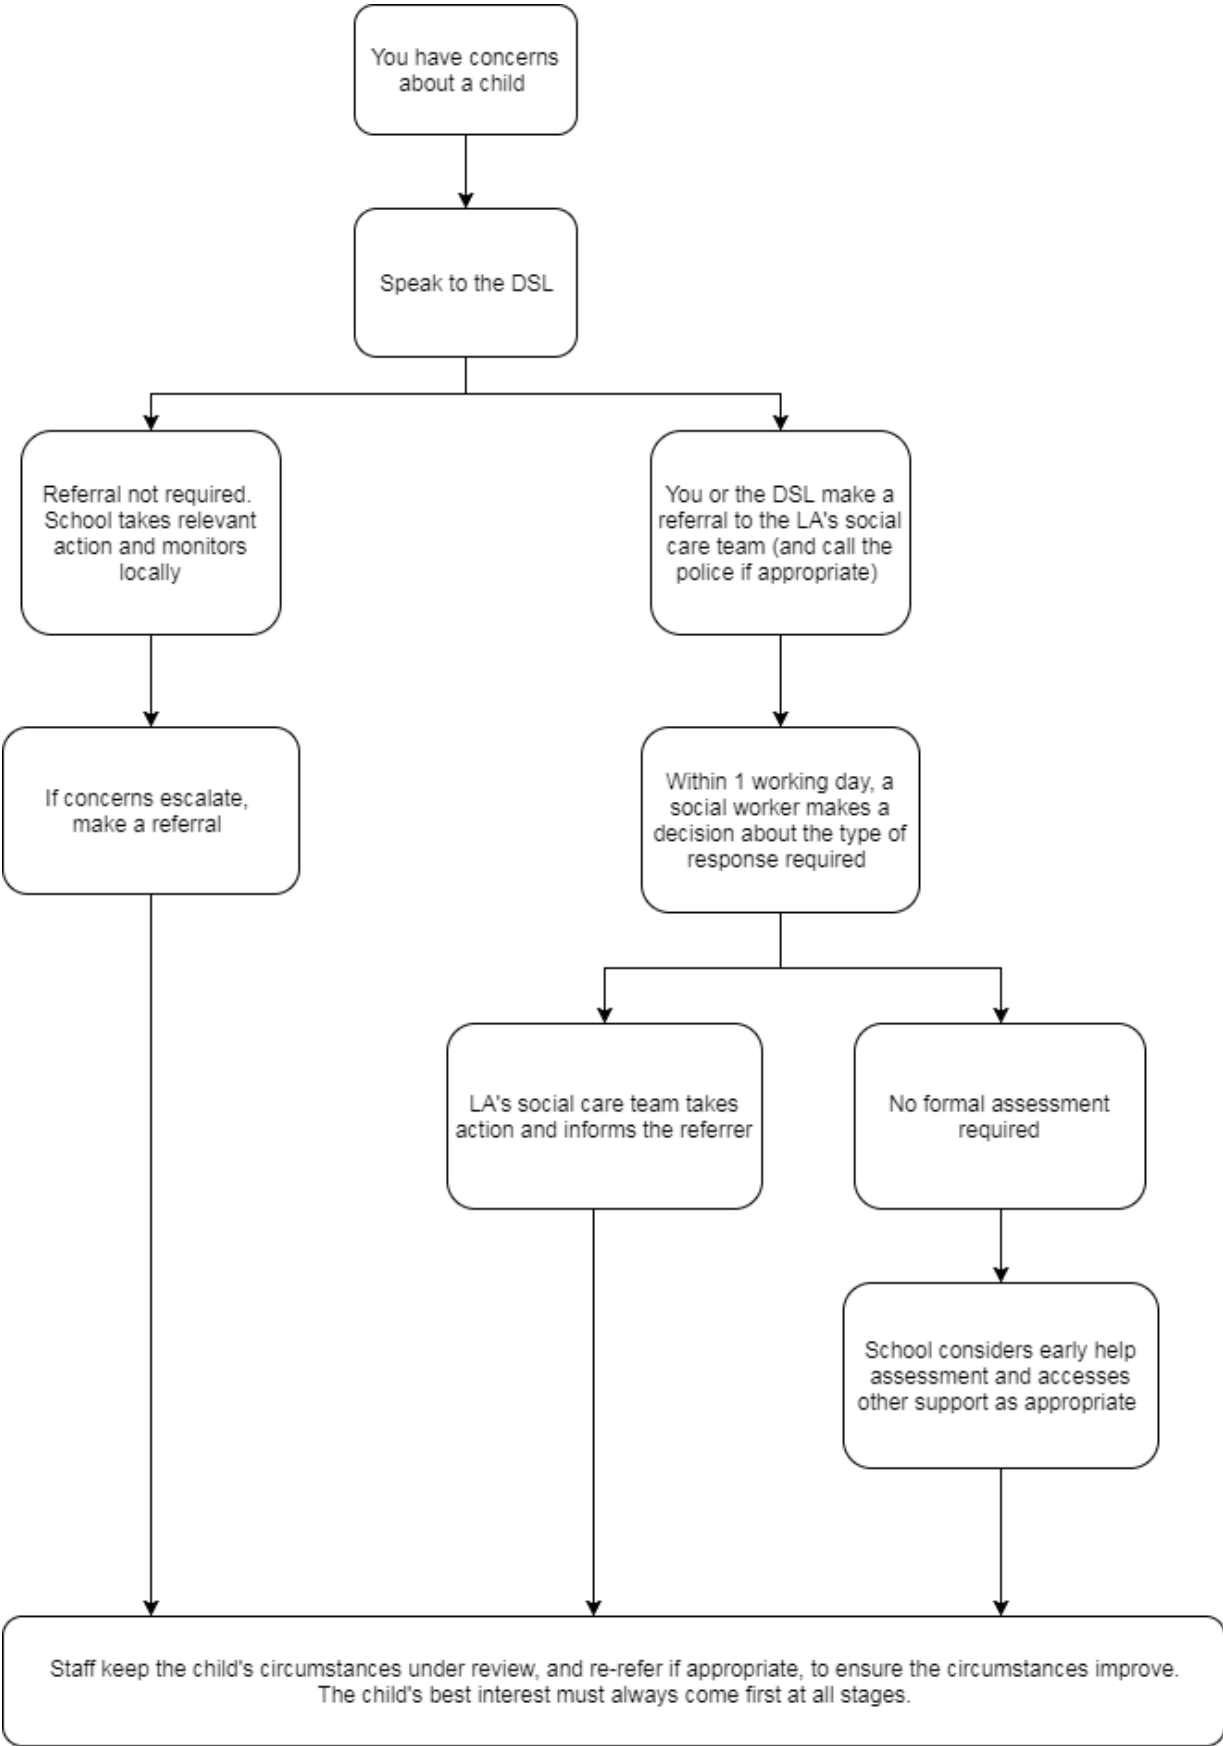 You have concerns
about a child
Speak to the DSL
Referral not required.
School takes relevant
action and monitors
locally
You or the DSL make a
referral to the LA's social
care team (and call the
police if appropriate)
If concerns escalate,
make a referral
Within 1 working day, a
social worker makes a
decision about the type of
response required
LA's social care team takes
action and informs the referrer
No formal assessment
required
School considers early help
assessment and accesses
other support as appropriate
Staff keep the child's circumstances under review, and re-refer if appropriate, to ensure the circumstances improve.
The child's best interest must always come first at all stages.